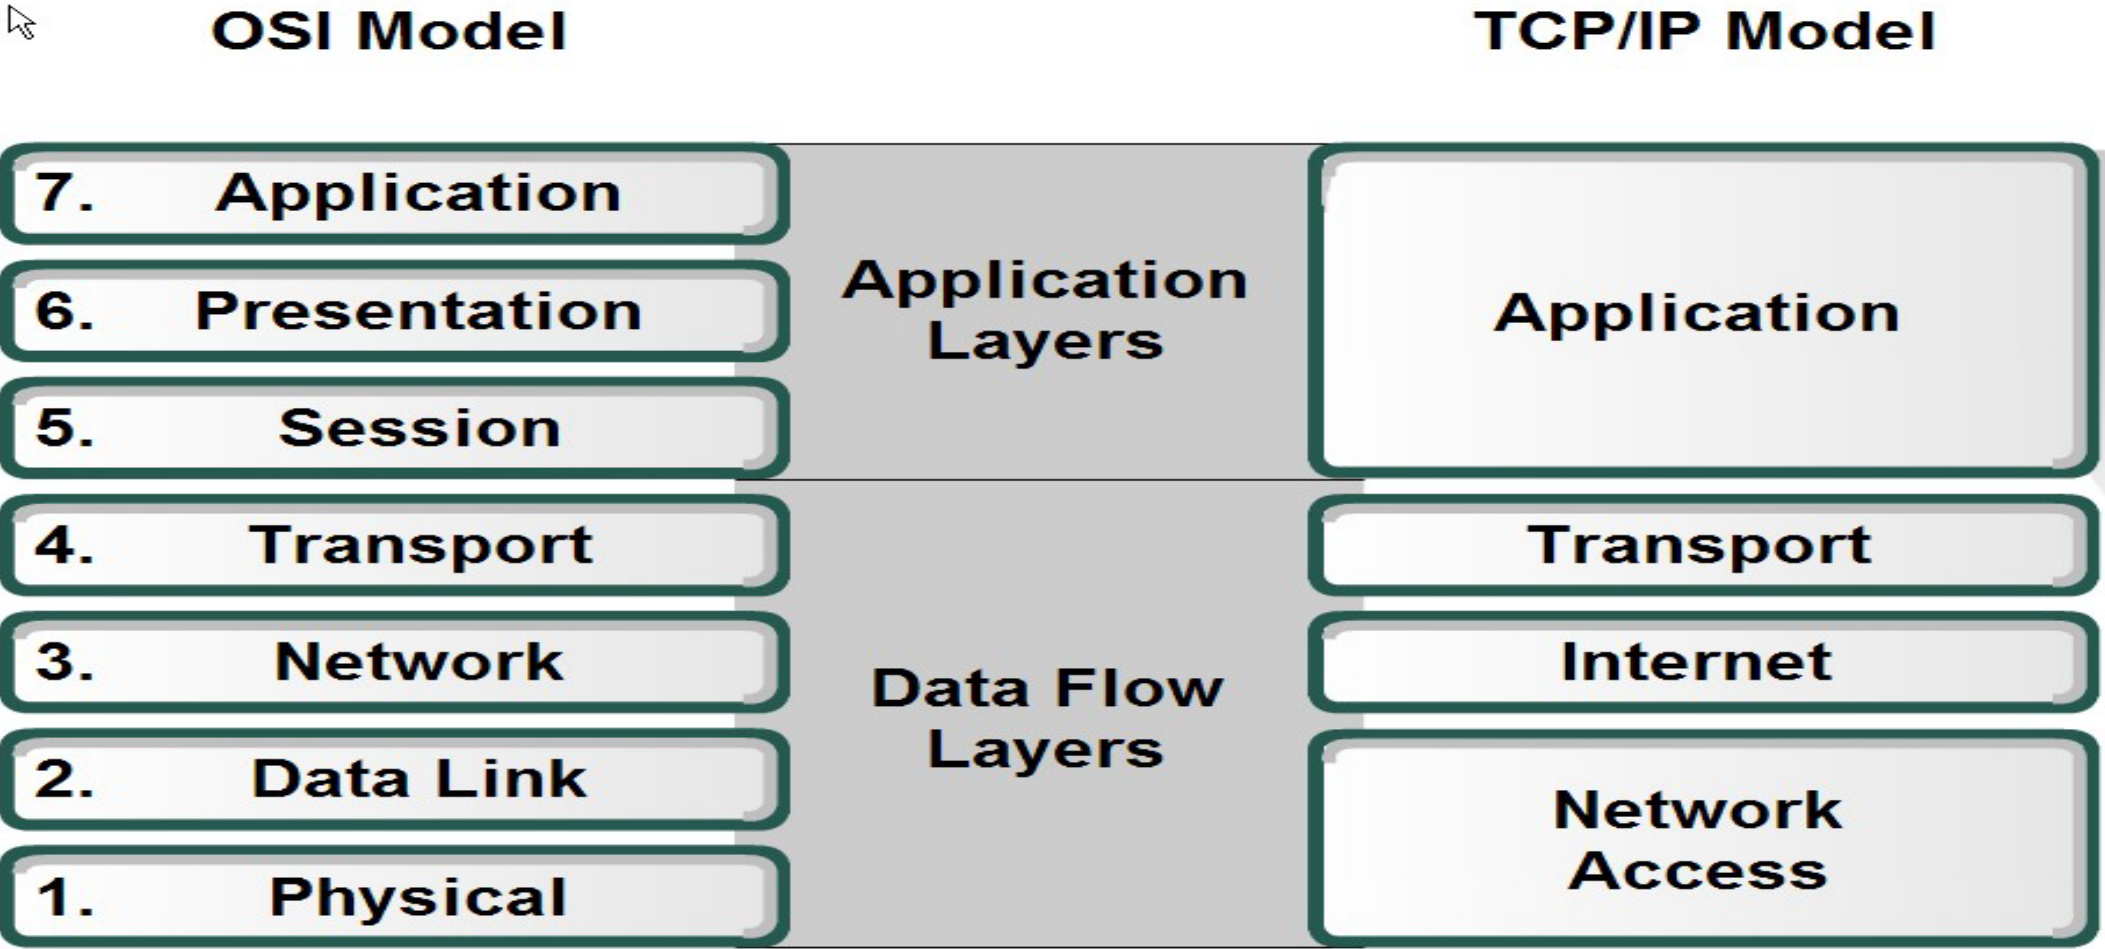 OSI Model
TCP/IP Model
7. Application
6. Presentation
5. Session
4. Transport
3. Network
2. Data Link
1. Physical
Application
Layers
Data Flow
Layers
Application
Transport
Internet
Network
Access